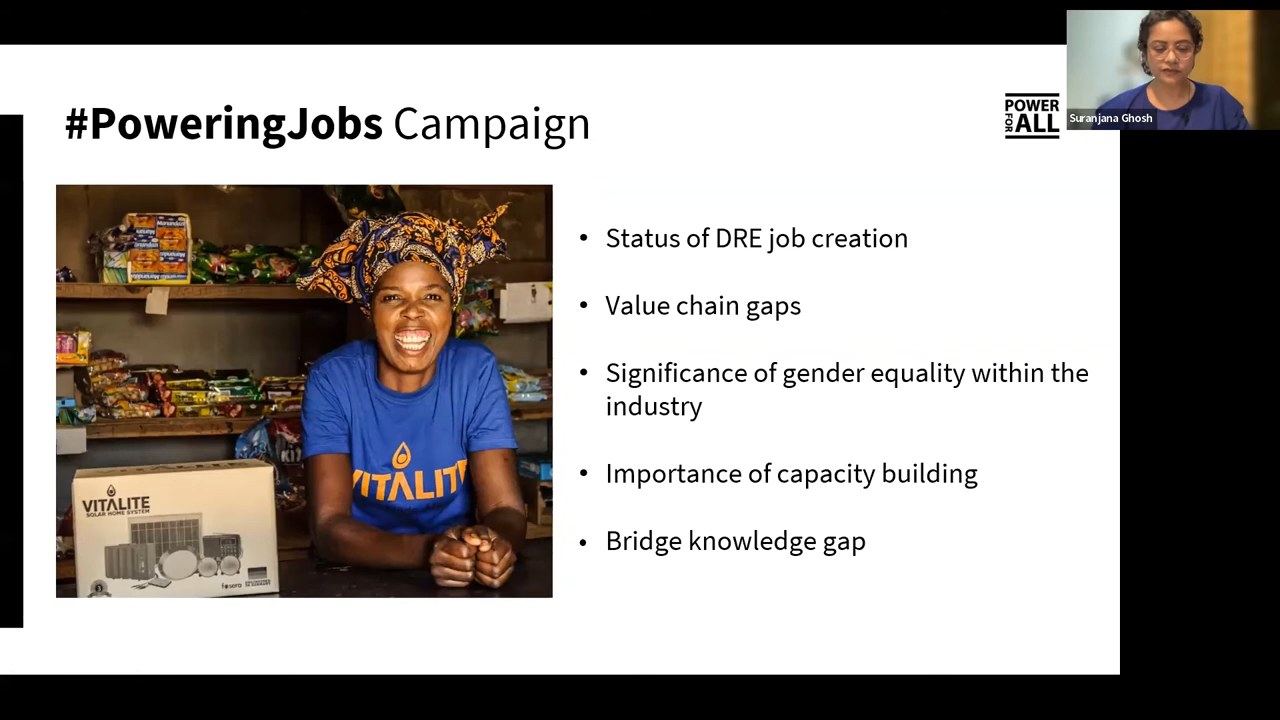 #PoweringJobs Campaign
POWER
FOR ALL
Suranjana Ghosh
• Status of DRE job creation
• Value chain gaps
• Significance of gender equality within the
industry
• Importance of capacity building
• Bridge knowledge gap
VITALITE
VITALITE
SOLAR HOME SYSTEM
fosera